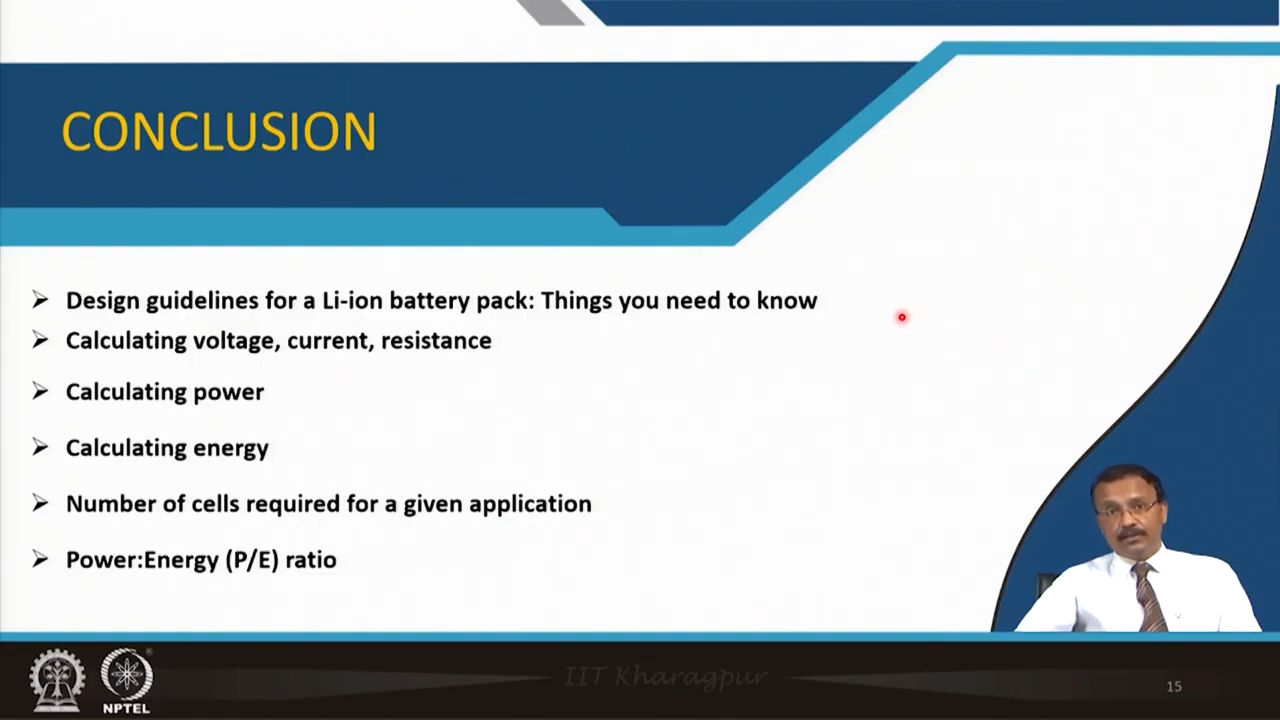 CONCLUSION
Design guidelines for a Li-ion battery pack: Things you need to know
Calculating voltage, current, resistance
Calculating power
Calculating energy
Number of cells required for a given application
Power:Energy (P/E) ratio
IIT Kharagpur
NPTEL
15